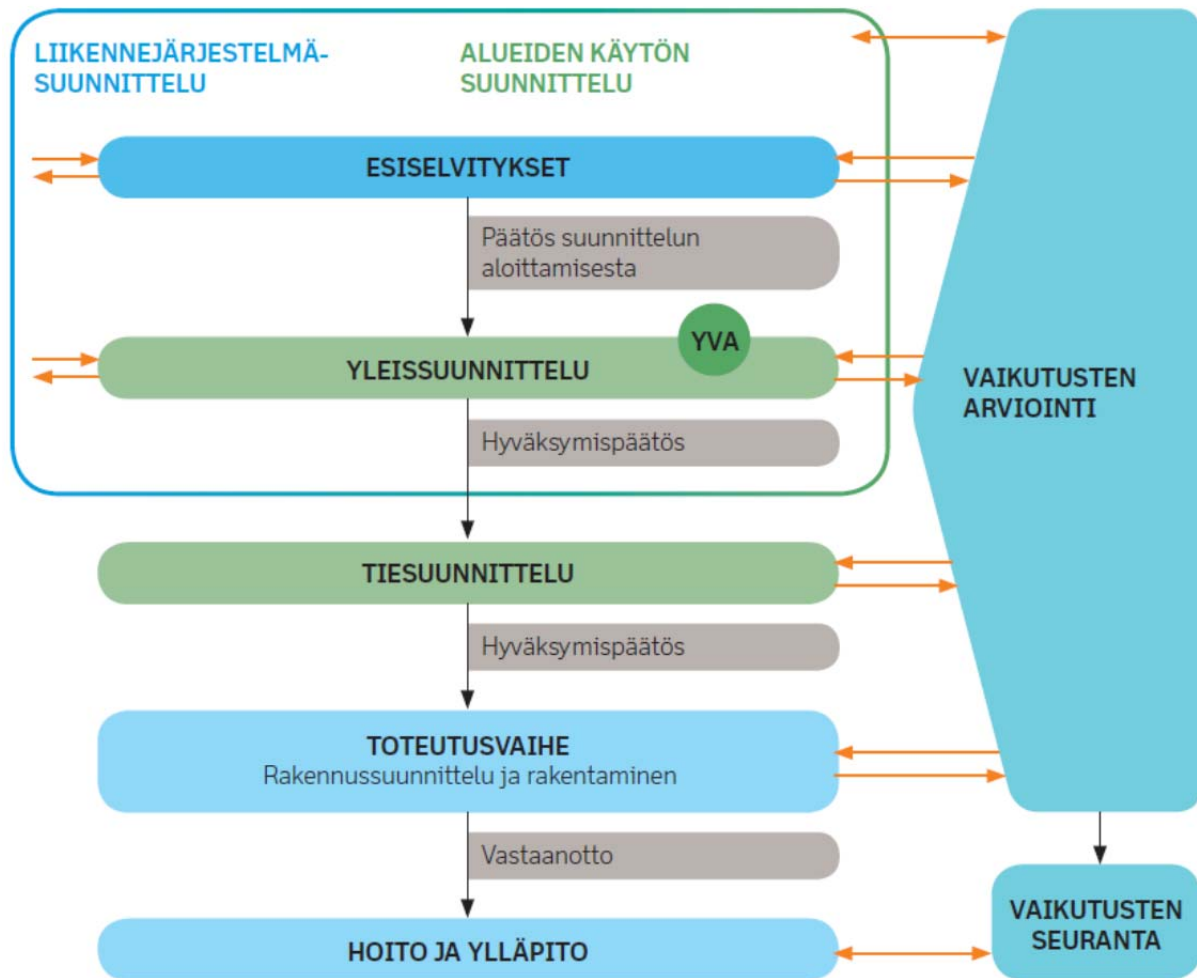 LIIKENNEJÄRJESTELMÄ-
SUUNNITTELU
ALUEIDEN KÄYTÖN
SUUNNITTELU
ESISELVITYKSET
Päätös suunnittelun
aloittamisesta
YVA
YLEISSUUNNITTELU
VAIKUTUSTEN
ARVIOINTI
Hyväksymispäätös
TIESUUNNITTELU
Hyväksymispäätös
TOTEUTUSVAIHE
Rakennussuunnittelu ja rakentaminen
Vastaanotto
HOITO JA YLLÄPITO
VAIKUTUSTEN
SEURANTA